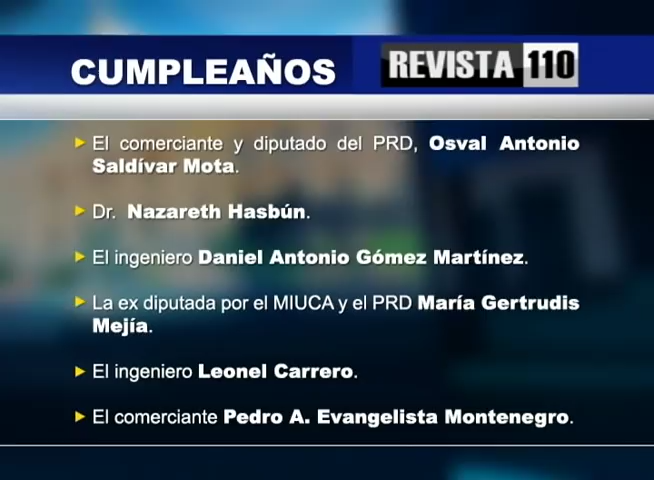 CUMPLEAÑOS
REVISTA 110
El comerciante y diputado del PRD, Osval Antonio
Saldívar Mota.
Dr. Nazareth Hasbún.
El ingeniero Daniel Antonio Gómez Martínez.
La ex diputada por el MIUCA y el PRD María Gertrudis
Mejía.
El ingeniero Leonel Carrero.
El comerciante Pedro A. Evangelista Montenegro.